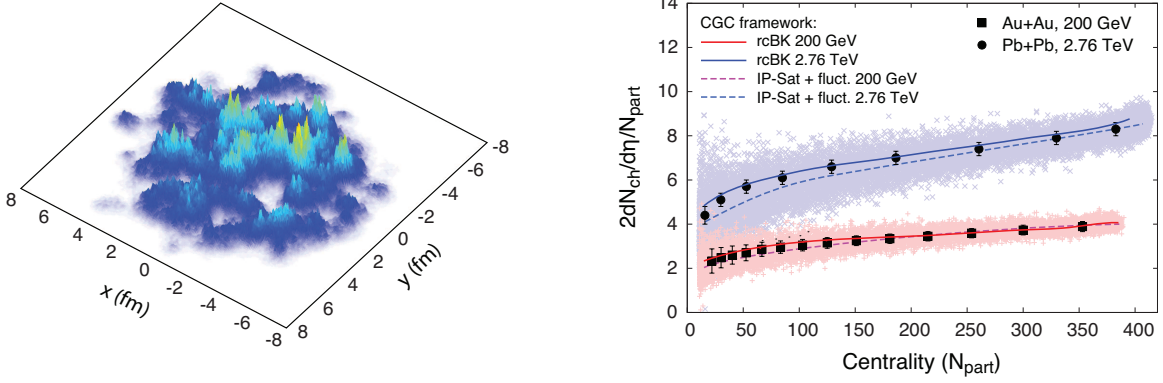 8
6
4
2
0
-2
-4
-6
-8
x (fm)
8
6
4
2
0
-2
-4
-6
-8
y (fm)
14
12
10
8
6
4
2
0
2dN_ch/dη/N_part
CGC framework:
rcBK 200 GeV
rcBK 2.76 TeV
IP-Sat + fluct. 200 GeV
IP-Sat + fluct. 2.76 TeV
Au+Au, 200 GeV
Pb+Pb, 2.76 TeV
0 50 100 150 200 250 300 350 400
Centrality (N_part)